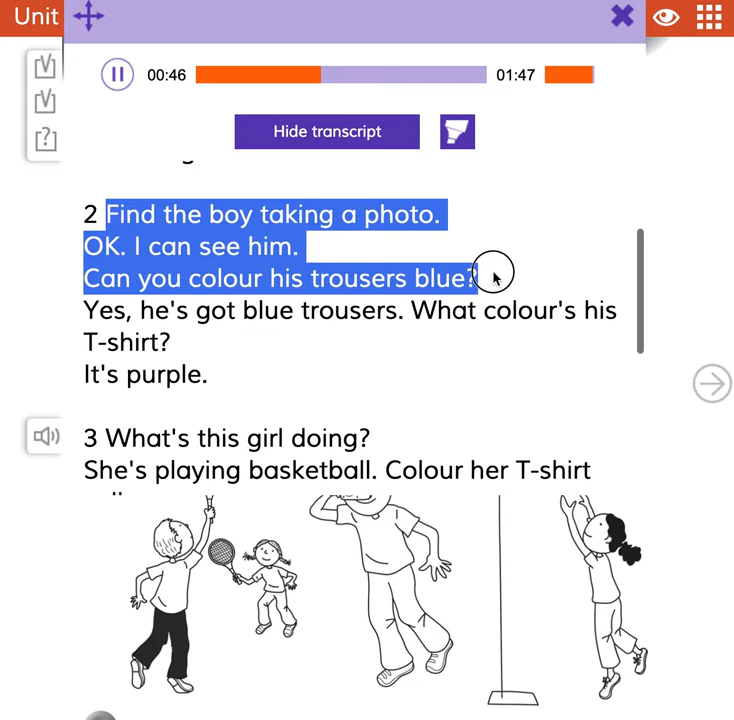 Unit
00:46
01:47
Hide transcript
2 Find the boy taking a photo.
OK. I can see him.
Can you colour his trousers blue?
Yes, he's got blue trousers. What colour's his
T-shirt?
It's purple.
3 What's this girl doing?
She's playing basketball. Colour her T-shirt